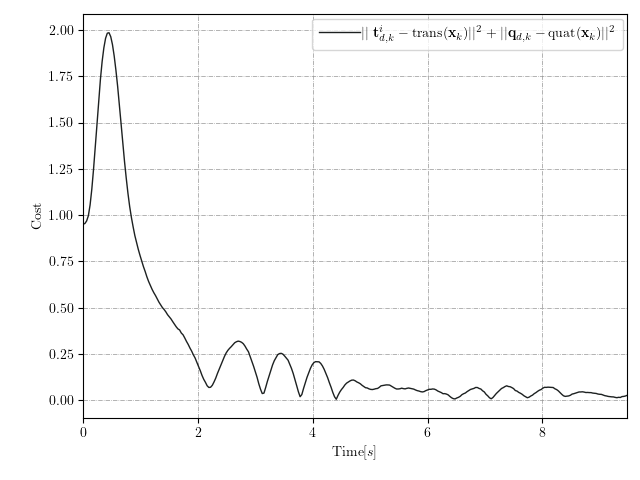 || t^i_{d,k} − trans(x_k)||^2 + ||q_{d,k} − quat(x_k)||^2
2.00
1.75
1.50
1.25
1.00
0.75
0.50
0.25
0.00
Cost
0 2 4 6 8
Time[s]